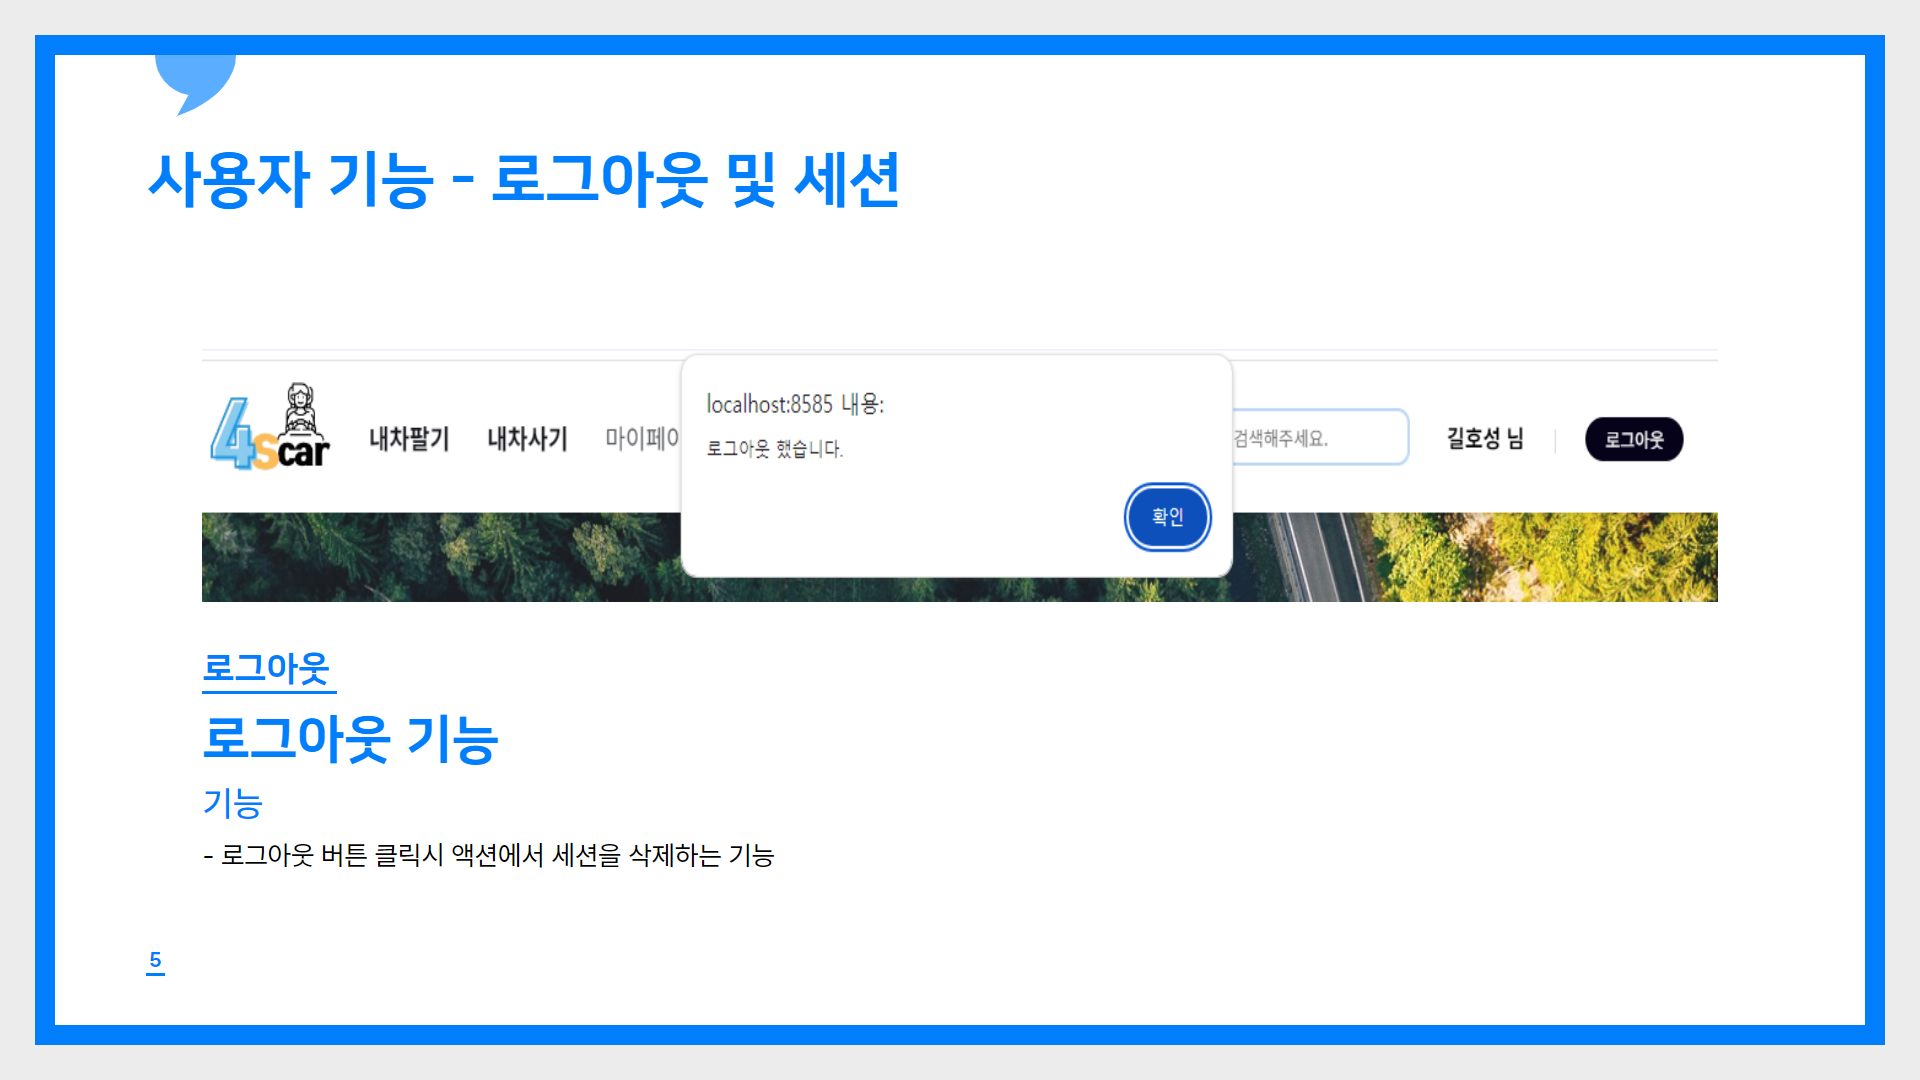 사용자 기능 - 로그아웃 및 세션
4scar
내차팔기 내차사기 마이페이
localhost:8585 내용:
로그아웃 했습니다.
확인
검색해주세요.
길호성 님
로그아웃
로그아웃
로그아웃 기능
기능
- 로그아웃 버튼 클릭시 액션에서 세션을 삭제하는 기능
5